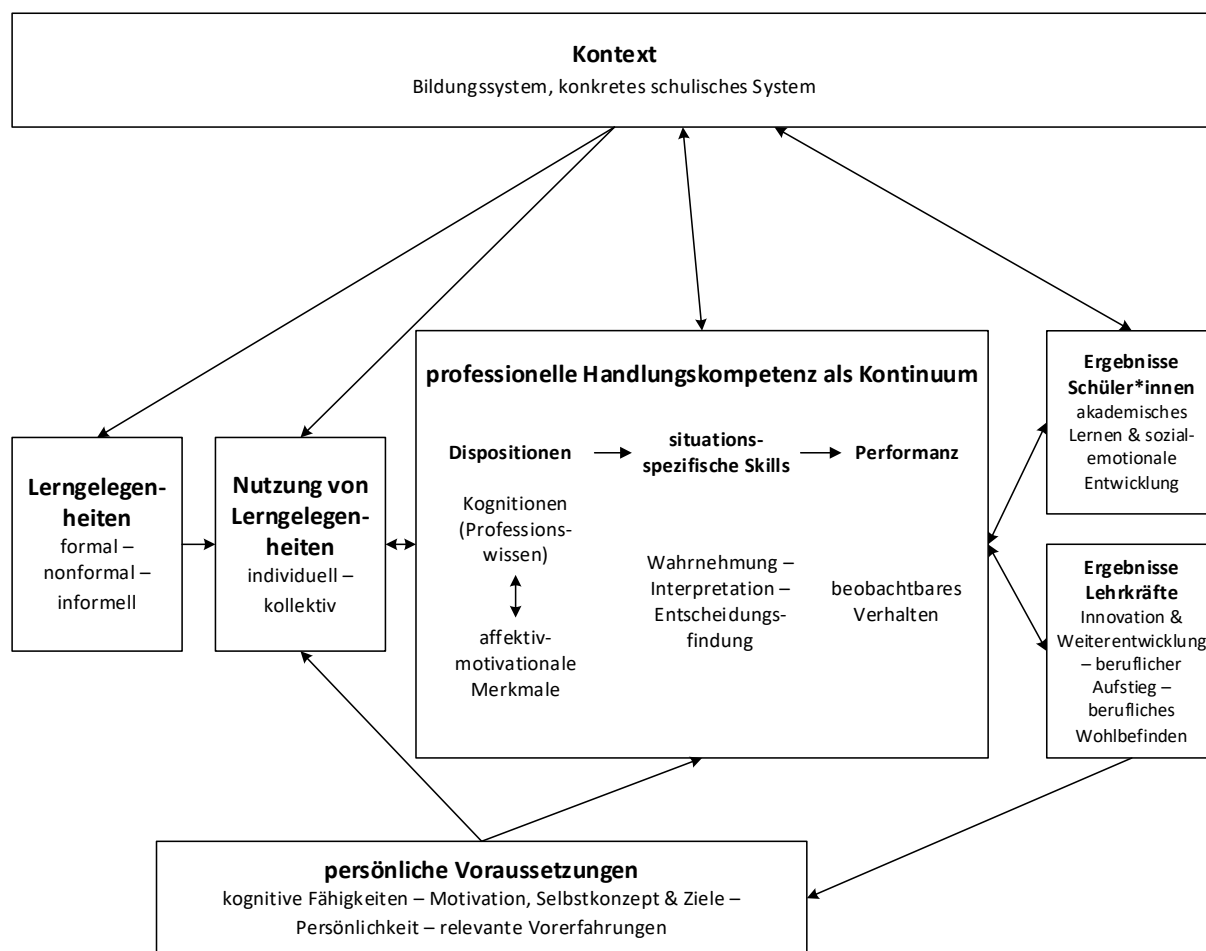 Kontext
Bildungssystem, konkretes schulisches System
Lerngelegen-
heiten
formal –
nonformal –
informell
Nutzung von
Lerngelegen-
heiten
individuell –
kollektiv
professionelle Handlungskompetenz als Kontinuum
Dispositionen
Kognitionen
(Professions-
wissen)
affektiv-
motivationale
Merkmale
situations-
spezifische Skills
Wahrnehmung –
Interpretation –
Entscheidungs-
findung
Performanz
beobachtbares
Verhalten
Ergebnisse
Schüler*innen
akademisches
Lernen & sozial-
emotionale
Entwicklung
Ergebnisse
Lehrkräfte
Innovation &
Weiterentwicklung
– beruflicher
Aufstieg –
berufliches
Wohlbefinden
persönliche Voraussetzungen
kognitive Fähigkeiten – Motivation, Selbstkonzept & Ziele –
Persönlichkeit – relevante Vorerfahrungen